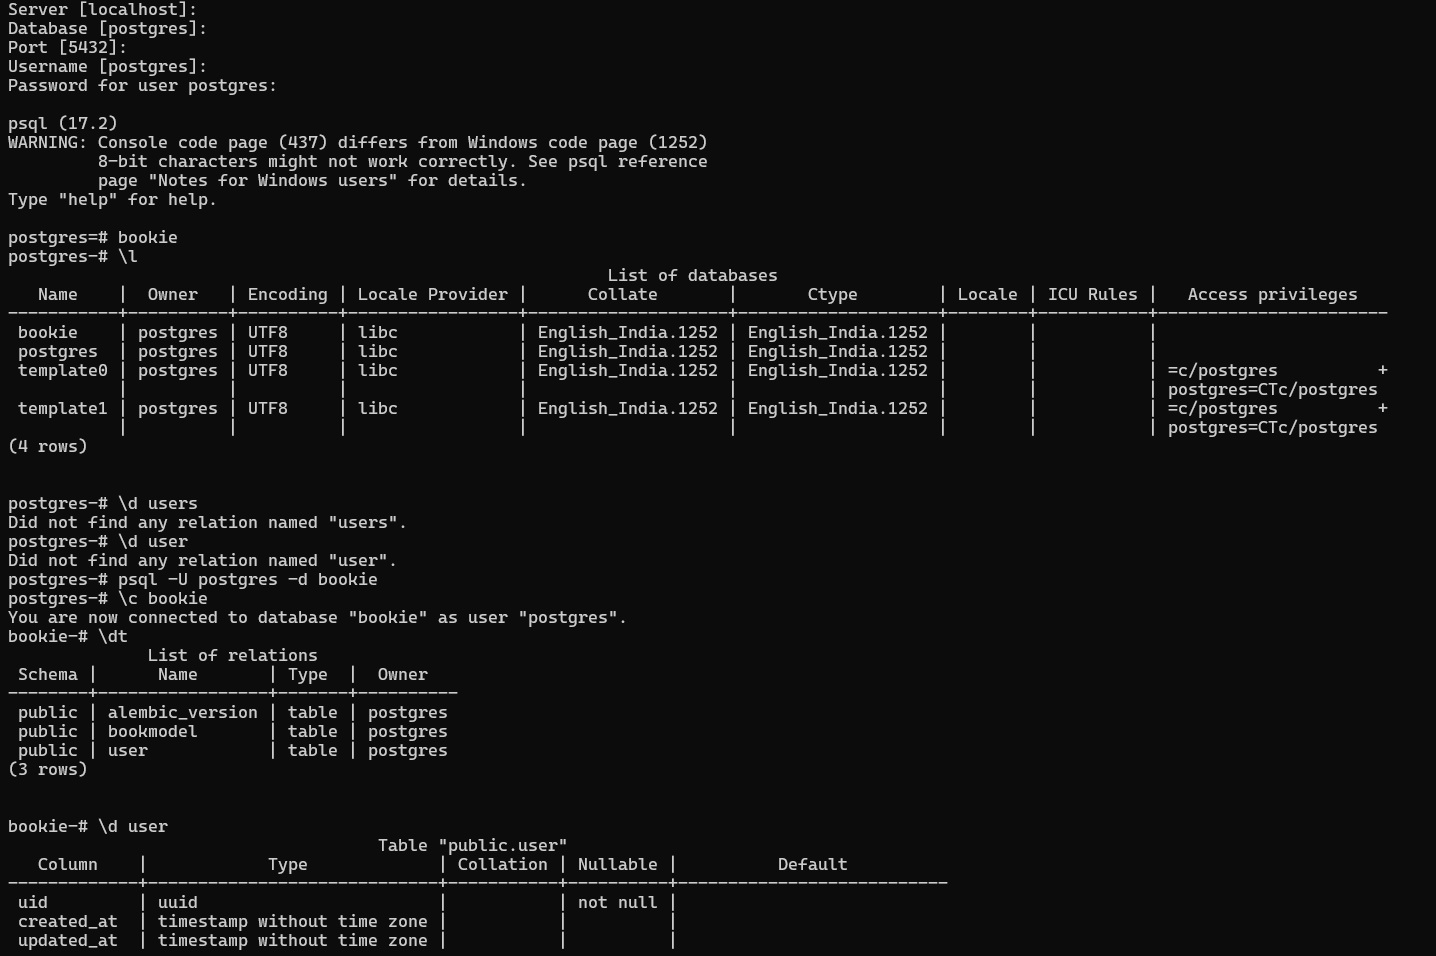 Server [localhost]:
Database [postgres]:
Port [5432]:
Username [postgres]:
Password for user postgres:

psql (17.2)
WARNING: Console code page (437) differs from Windows code page (1252)
         8-bit characters might not work correctly. See psql reference
         page "Notes for Windows users" for details.
Type "help" for help.

postgres=# bookie
postgres-# \l
                                                            List of databases
   Name    |  Owner   | Encoding | Locale Provider |      Collate       |       Ctype        | Locale | ICU Rules |   Access privileges
-----------+----------+----------+-----------------+--------------------+--------------------+--------+-----------+-----------------------
 bookie    | postgres | UTF8     | libc            | English_India.1252 | English_India.1252 |        |           |
 postgres  | postgres | UTF8     | libc            | English_India.1252 | English_India.1252 |        |           |
 template0 | postgres | UTF8     | libc            | English_India.1252 | English_India.1252 |        |           | =c/postgres          +
           |          |          |                 |                    |                    |        |           | postgres=CTc/postgres
 template1 | postgres | UTF8     | libc            | English_India.1252 | English_India.1252 |        |           | =c/postgres          +
           |          |          |                 |                    |                    |        |           | postgres=CTc/postgres
(4 rows)


postgres-# \d users
Did not find any relation named "users".
postgres-# \d user
Did not find any relation named "user".
postgres-# psql -U postgres -d bookie
postgres-# \c bookie
You are now connected to database "bookie" as user "postgres".
bookie-# \dt
              List of relations
 Schema |      Name       | Type  |  Owner
--------+-----------------+-------+----------
 public | alembic_version | table | postgres
 public | bookmodel       | table | postgres
 public | user            | table | postgres
(3 rows)


bookie-# \d user
                                     Table "public.user"
   Column    |            Type             | Collation | Nullable |          Default
-------------+-----------------------------+-----------+----------+---------------------------
 uid         | uuid                        |           | not null |
 created_at  | timestamp without time zone |           |          |
 updated_at  | timestamp without time zone |           |          |